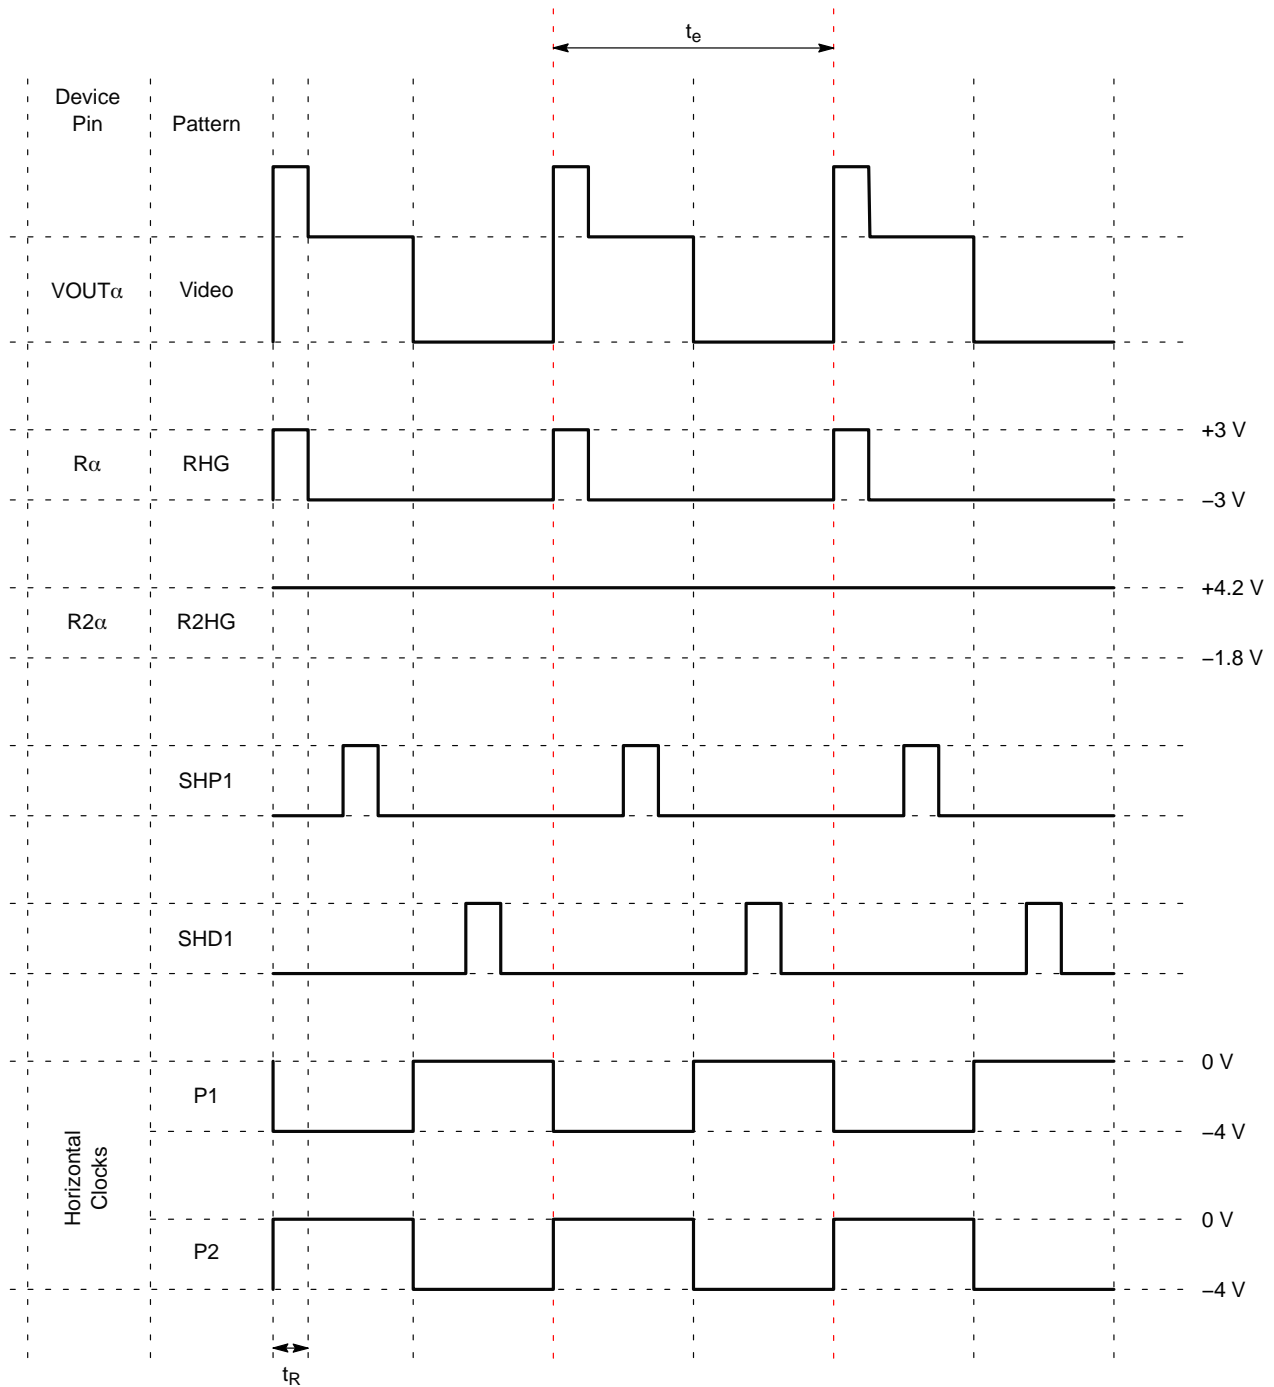 te
Device
Pin
Pattern
VOUTα
Video
Rα
RHG
+3 V
−3 V
R2α
R2HG
+4.2 V
−1.8 V
SHP1
SHD1
Horizontal
Clocks
P1
0 V
−4 V
P2
0 V
−4 V
tR